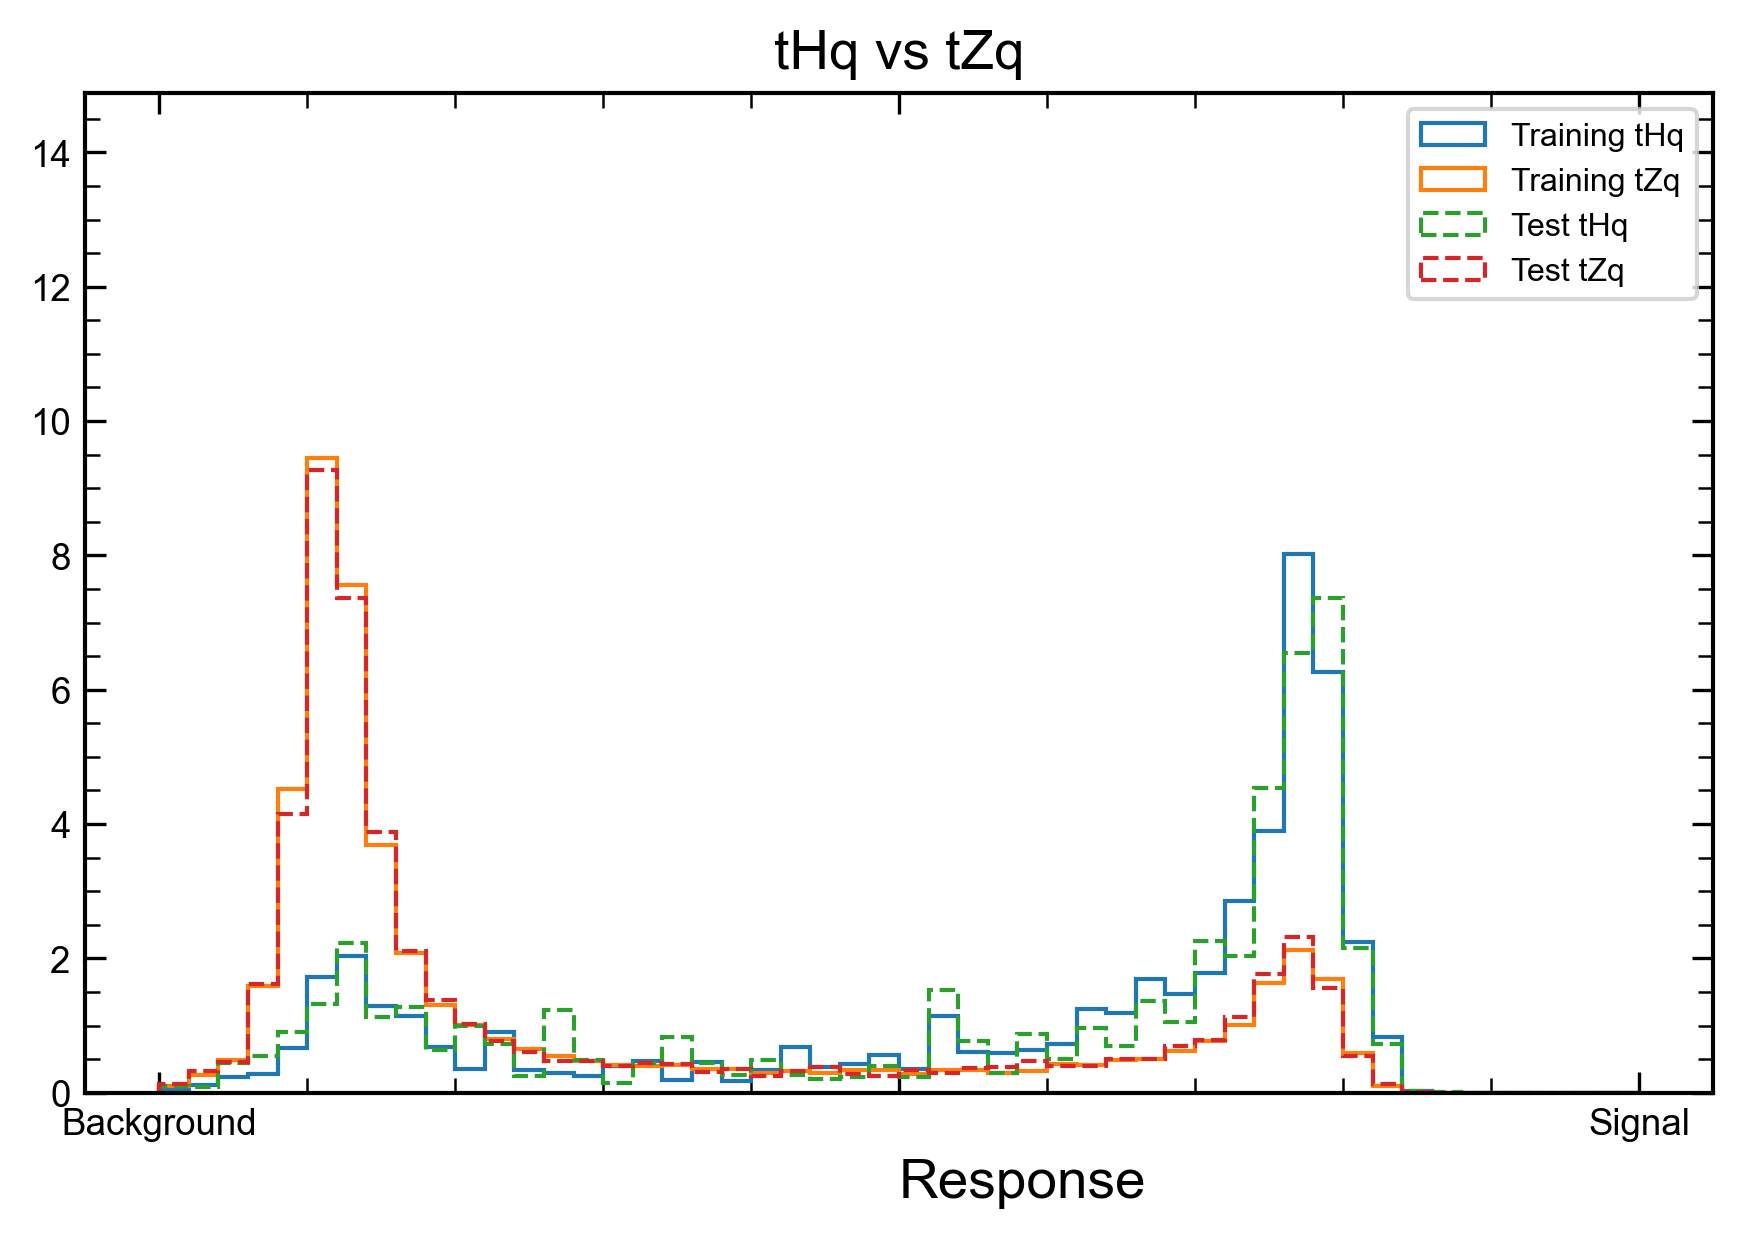 tHq vs tZq
14
12
10
8
6
4
2
0
Training tHq
Training tZq
Test tHq
Test tZq
Background
Signal
Response